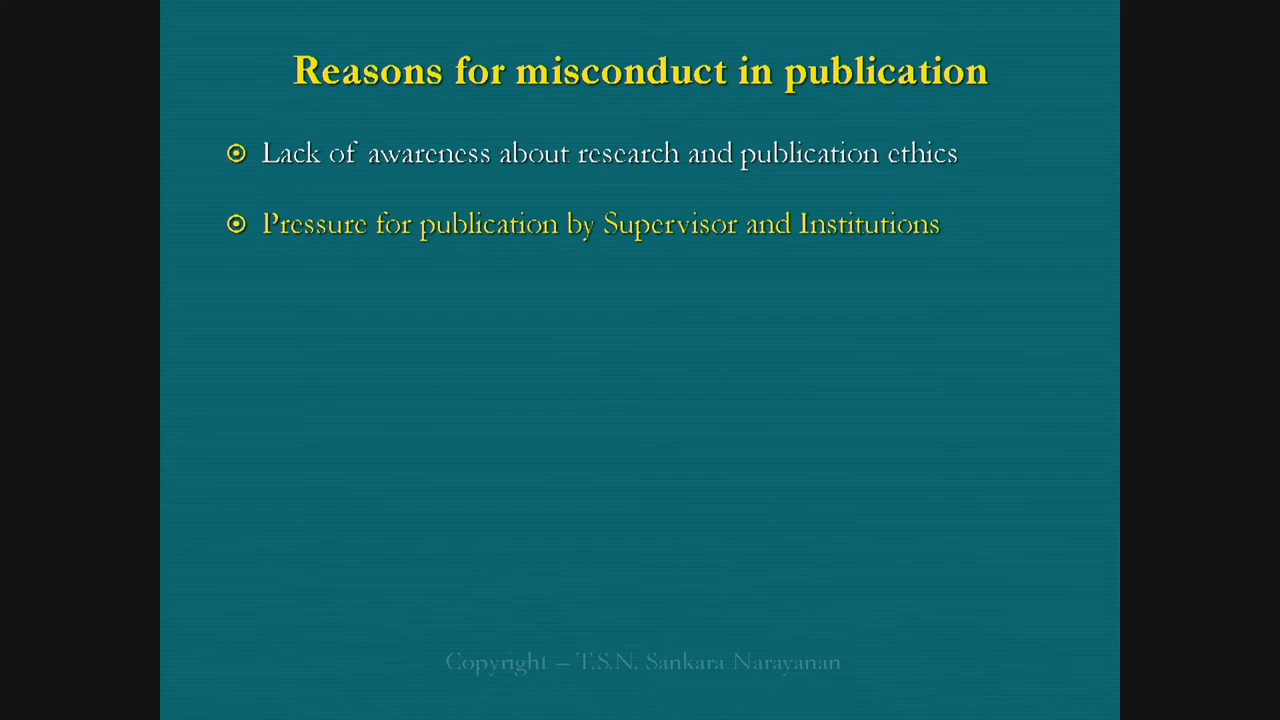 Reasons for misconduct in publication
Lack of awareness about research and publication ethics
Pressure for publication by Supervisor and Institutions
Copyright – T.S.N. Sankara Narayanan